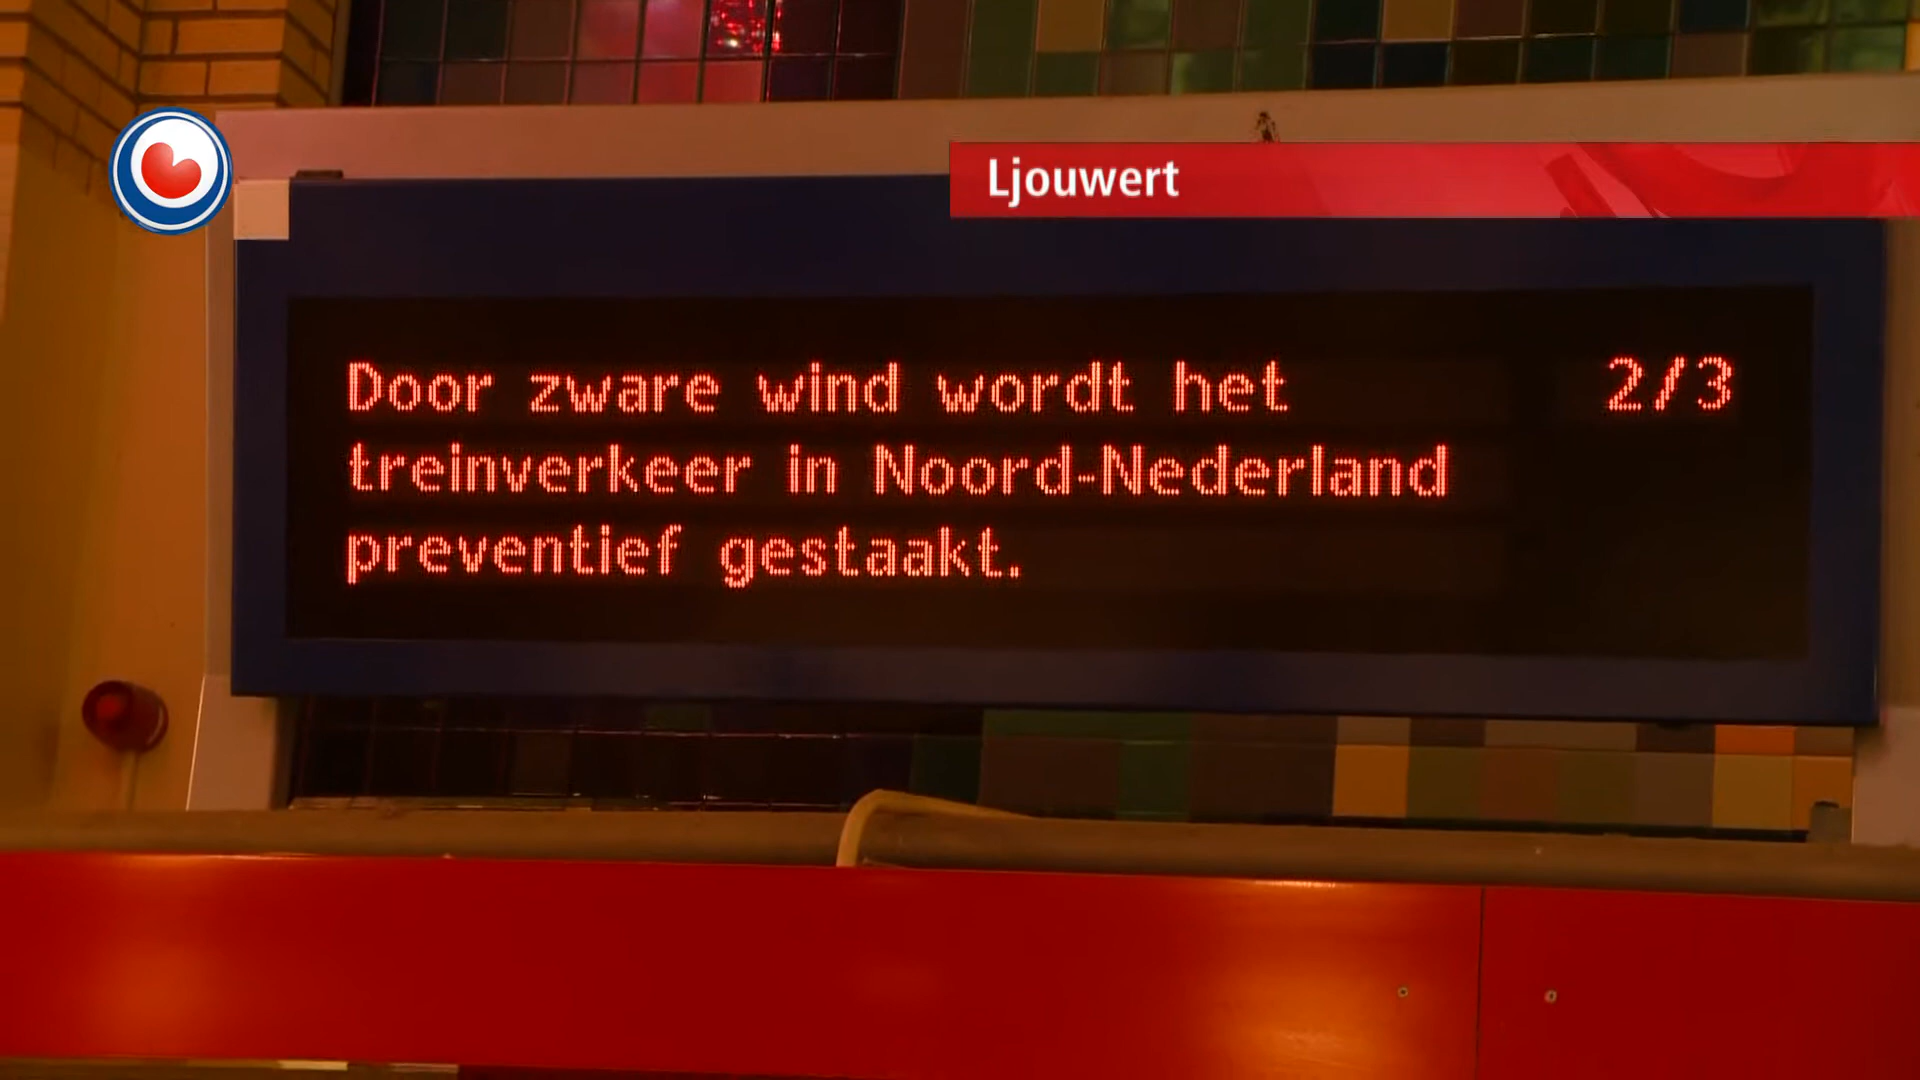 Ljouwert
Door zware wind wordt het 2/3
treinverkeer in Noord-Nederland
preventief gestaakt.